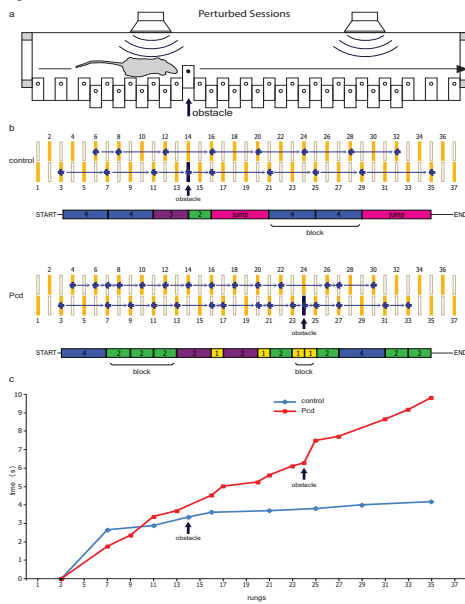 a
Perturbed Sessions
obstacle
b
2 4 6 8 10 12 14 16 18 20 22 24 26 28 30 32 34 36
control
1 3 5 7 9 11 13 15 17 19 21 23 25 27 29 31 33 35 37
obstacle
START 4 4 3 2 jump 4 4 jump END
block
2 4 6 8 10 12 14 16 18 20 22 24 26 28 30 32 34 36
Pcd
1 3 5 7 9 11 13 15 17 19 21 23 25 27 29 31 33 35 37
obstacle
START 4 2 2 2 3 1 3 1 2 1 1 2 4 2 2 END
block block
c
10
9
8
7
6
5
4
3
2
1
0
time (s)
control
Pcd
obstacle
obstacle
1 3 5 7 9 11 13 14 15 17 19 21 23 25 27 29 31 33 35 37
rungs